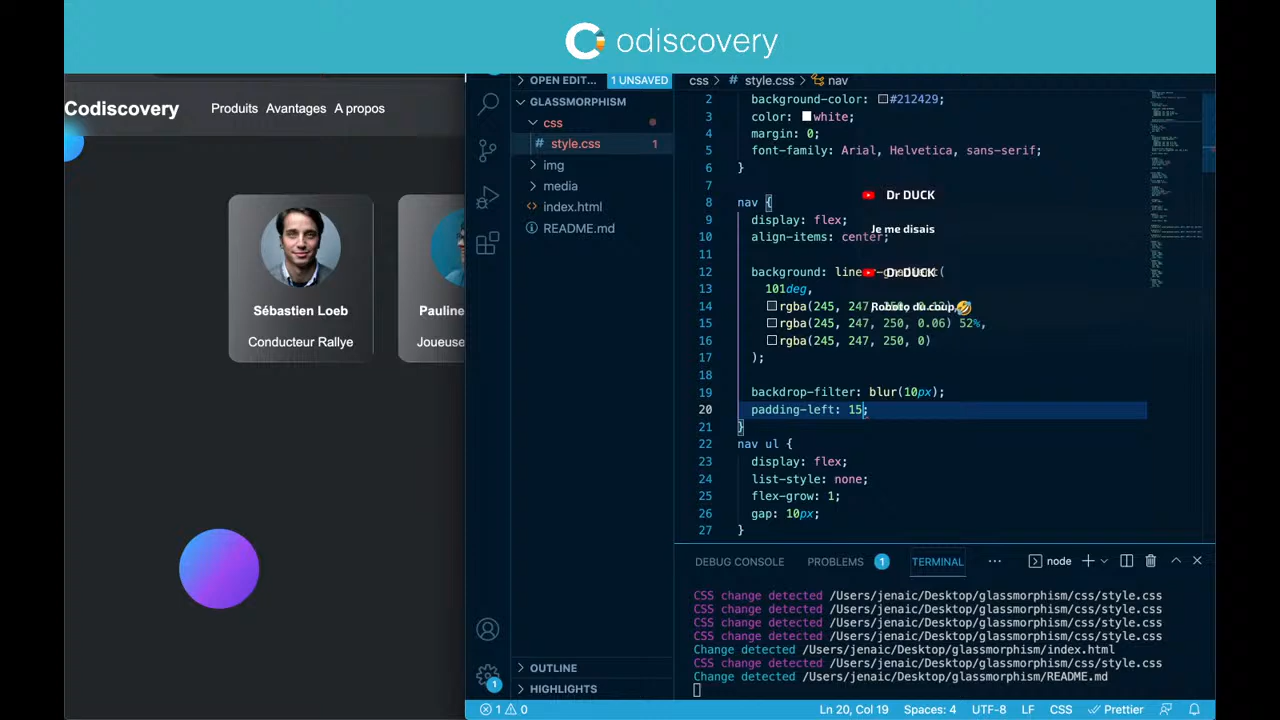 odiscovery
Codiscovery
Produits Avantages A propos
Sébastien Loeb
Conducteur Rallye
Pauline
Joueuse
OPEN EDIT... 1 UNSAVED
GLASSMORPHISM
css
# style.css 1
img
media
<> index.html
README.md
OUTLINE
HIGHLIGHTS
1
css > # style.css > nav
2 background-color: #212429;
3 color: white;
4 margin: 0;
5 font-family: Arial, Helvetica, sans-serif;
6 }
7
8 nav {
9 display: flex;
10 align-items: center;
11
12 background: linear-gradient(
13 101deg,
14 rgba(245, 247, 250, 0.12)
15 rgba(245, 247, 250, 0.06) 52%,
16 rgba(245, 247, 250, 0)
17 );
18
19 backdrop-filter: blur(10px);
20 padding-left: 15;
21 }
22 nav ul {
23 display: flex;
24 list-style: none;
25 flex-grow: 1;
26 gap: 10px;
27 }
Dr DUCK
Je me disais
Dr DUCK
Roboto du coup
DEBUG CONSOLE PROBLEMS 1 TERMINAL ... node
CSS change detected /Users/jenaic/Desktop/glassmorphism/css/style.css
CSS change detected /Users/jenaic/Desktop/glassmorphism/css/style.css
CSS change detected /Users/jenaic/Desktop/glassmorphism/css/style.css
CSS change detected /Users/jenaic/Desktop/glassmorphism/css/style.css
Change detected /Users/jenaic/Desktop/glassmorphism/index.html
CSS change detected /Users/jenaic/Desktop/glassmorphism/css/style.css
Change detected /Users/jenaic/Desktop/glassmorphism/README.md
1 0 Ln 20, Col 19 Spaces: 4 UTF-8 LF CSS Prettier